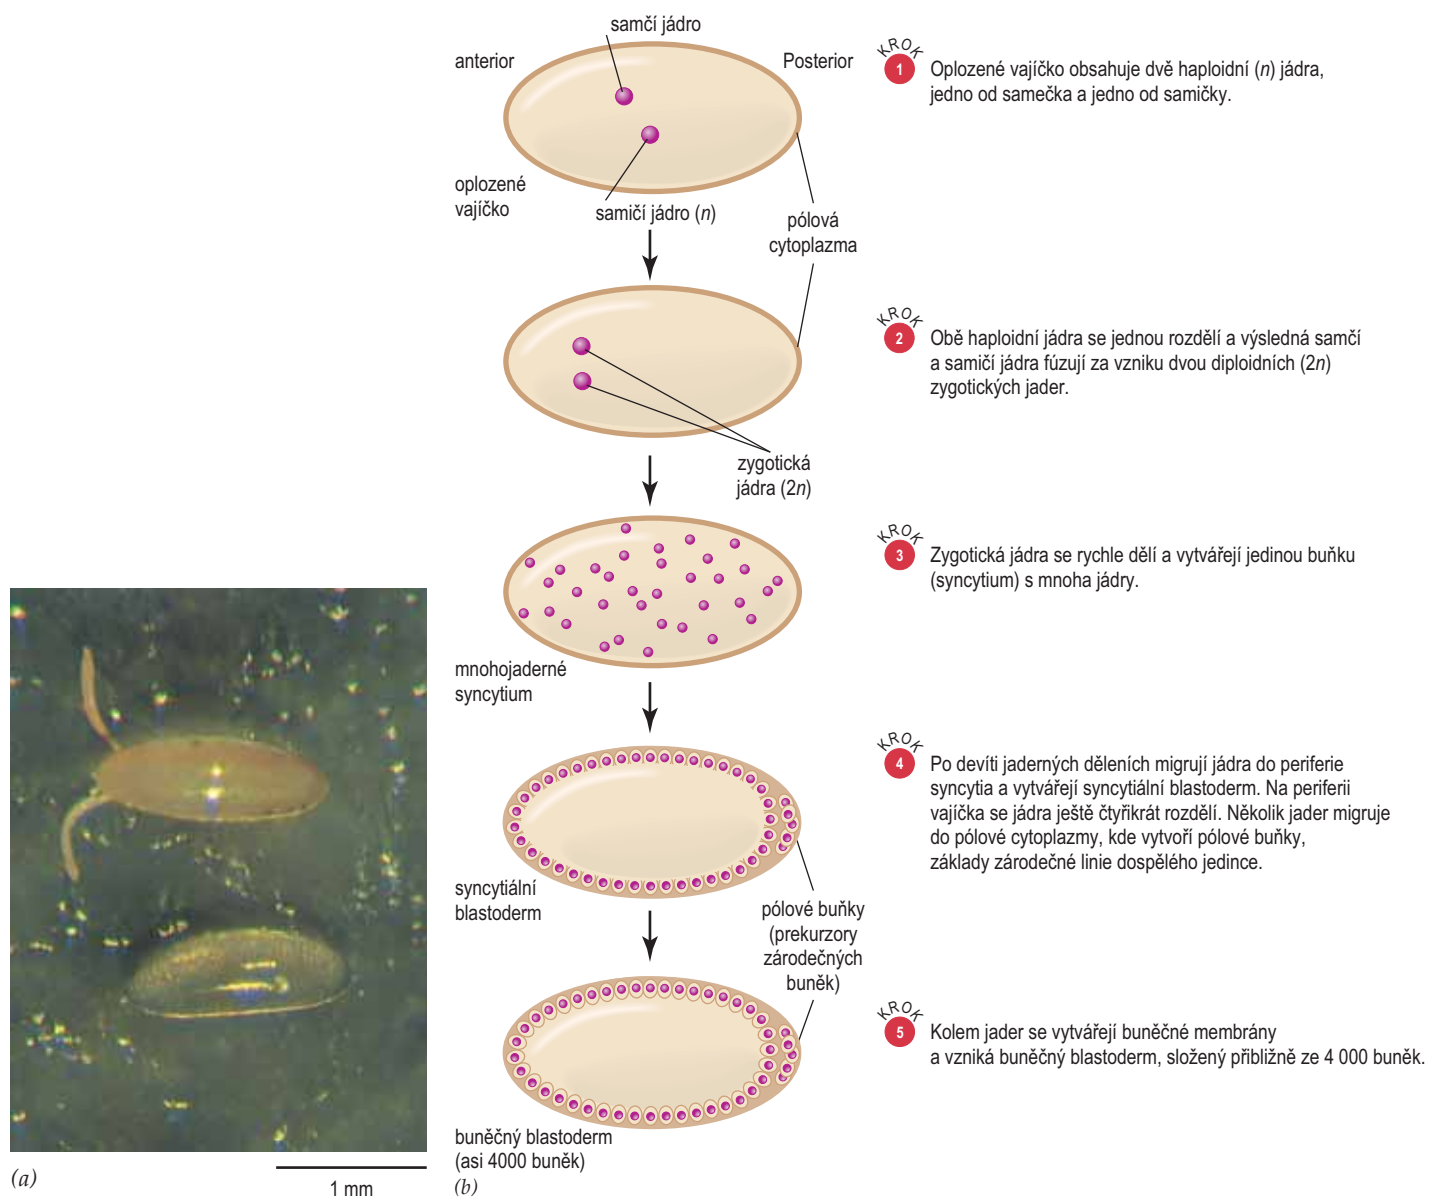 samčí jádro
anterior
Posterior
oplozené
vajíčko
samičí jádro (n)
pólová
cytoplazma
KROK
1
Oplozené vajíčko obsahuje dvě haploidní (n) jádra,
jedno od samečka a jedno od samičky.
zygotická
jádra (2n)
KROK
2
Obě haploidní jádra se jednou rozdělí a výsledná samčí
a samičí jádra fúzují za vzniku dvou diploidních (2n)
zygotických jader.
mnohojaderné
syncytium
KROK
3
Zygotická jádra se rychle dělí a vytvářejí jedinou buňku
(syncytium) s mnoha jádry.
syncytiální
blastoderm
KROK
4
Po devíti jaderných děleních migrují jádra do periferie
syncytia a vytvářejí syncytiální blastoderm. Na periferii
vajíčka se jádra ještě čtyřikrát rozdělí. Několik jader migruje
do pólové cytoplazmy, kde vytvoří pólové buňky,
základy zárodečné linie dospělého jedince.
pólové buňky
(prekurzory
zárodečných
buněk)
KROK
5
Kolem jader se vytvářejí buněčné membrány
a vzniká buněčný blastoderm, složený přibližně ze 4 000 buněk.
buněčný blastoderm
(asi 4000 buněk)
(a)
1 mm
(b)